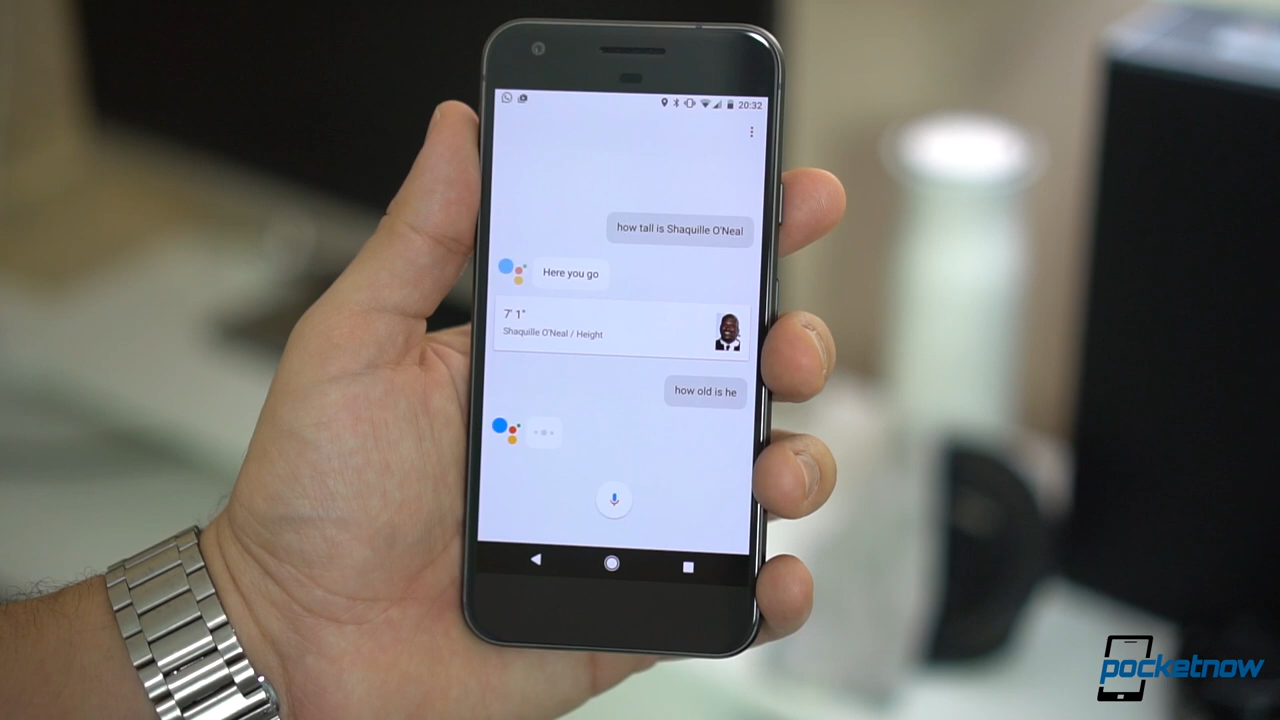 20:32
how tall is Shaquille O'Neal
Here you go
7' 1"
Shaquille O'Neal / Height
how old is he
pocketnow